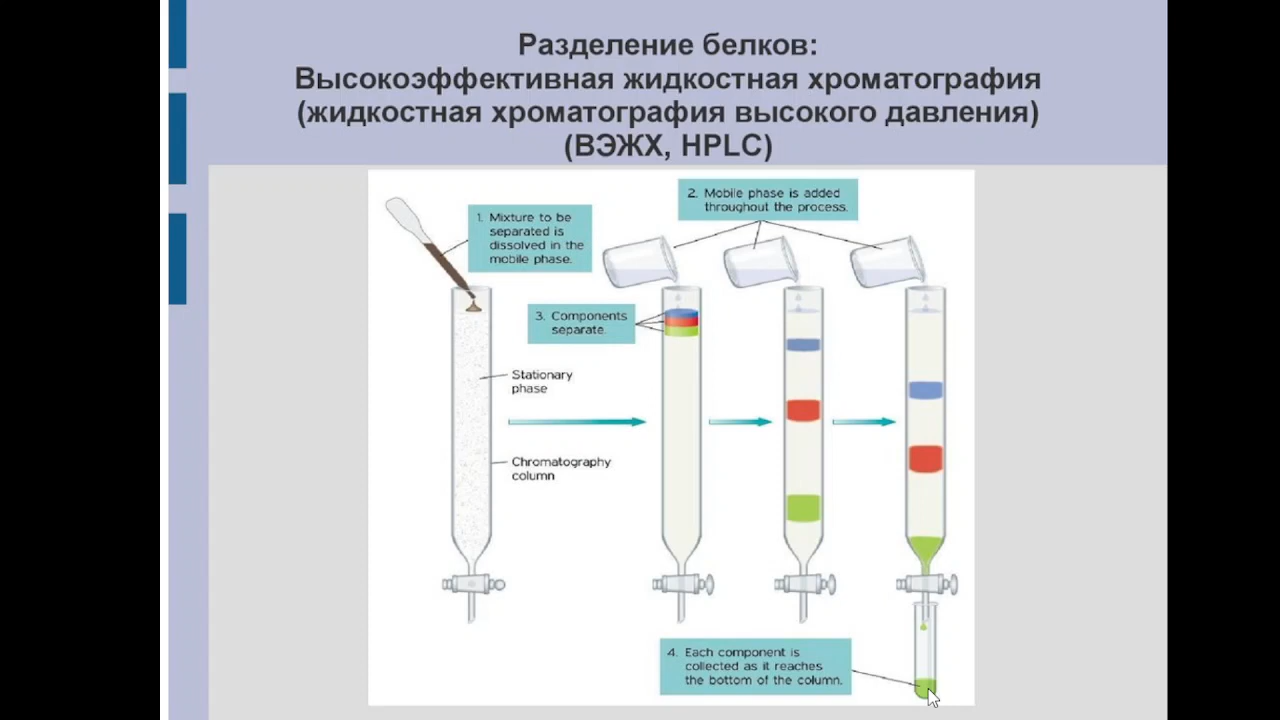 Разделение белков:
Высокоэффективная жидкостная хроматография
(жидкостная хроматография высокого давления)
(ВЭЖХ, HPLC)
1. Mixture to be
separated is
dissolved in the
mobile phase.
2. Mobile phase is added
throughout the process.
3. Components
separate.
Stationary
phase
Chromatography
column
4. Each component is
collected as it reaches
the bottom of the column.